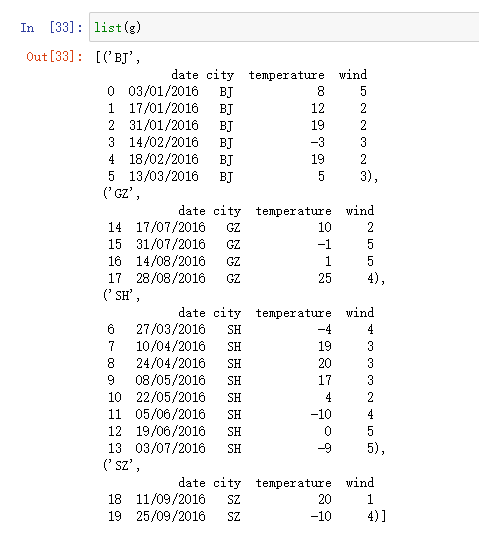 In [33]: list(g)
Out[33]: [('BJ',
date city temperature wind
0 03/01/2016 BJ 8 5
1 17/01/2016 BJ 12 2
2 31/01/2016 BJ 19 2
3 14/02/2016 BJ -3 3
4 18/02/2016 BJ 19 2
5 13/03/2016 BJ 5 3),
('GZ',
date city temperature wind
14 17/07/2016 GZ 10 2
15 31/07/2016 GZ -1 5
16 14/08/2016 GZ 1 5
17 28/08/2016 GZ 25 4),
('SH',
date city temperature wind
6 27/03/2016 SH -4 4
7 10/04/2016 SH 19 3
8 24/04/2016 SH 20 3
9 08/05/2016 SH 17 3
10 22/05/2016 SH 4 2
11 05/06/2016 SH -10 4
12 19/06/2016 SH 0 5
13 03/07/2016 SH -9 5),
('SZ',
date city temperature wind
18 11/09/2016 SZ 20 1
19 25/09/2016 SZ -10 4)]